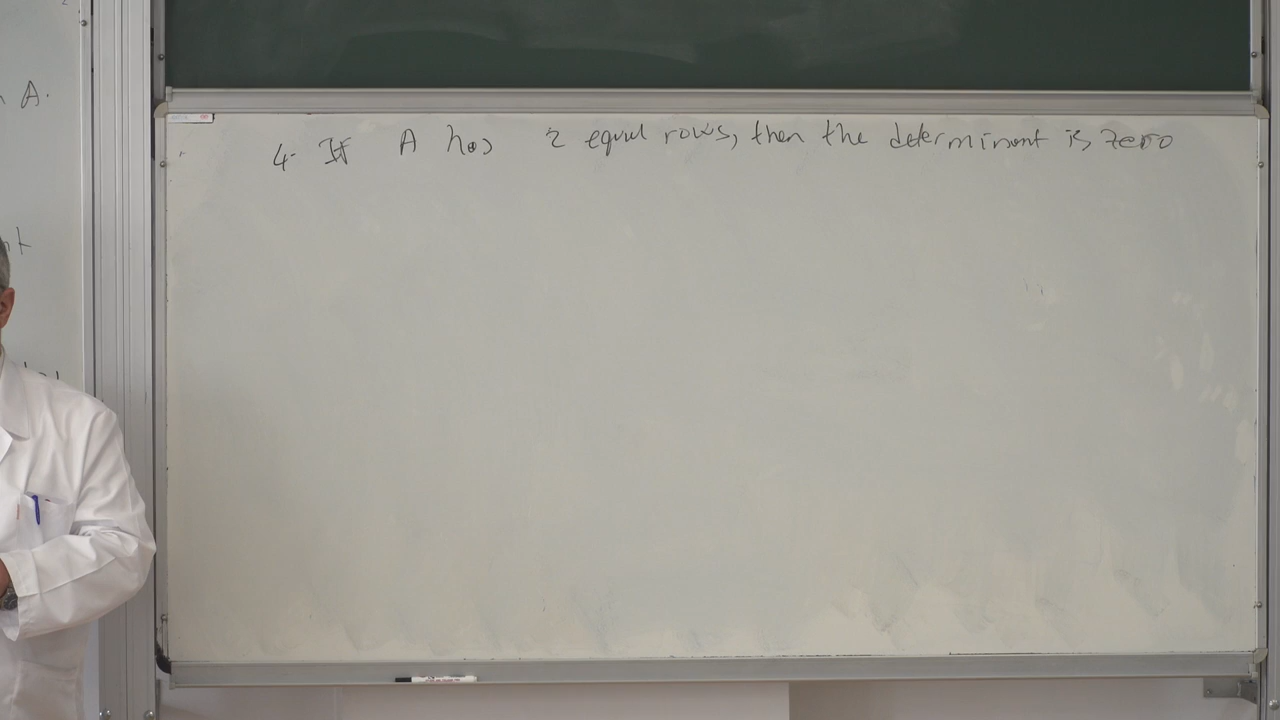 A.
4- If A has 2 equal rows, then the determinant is zero